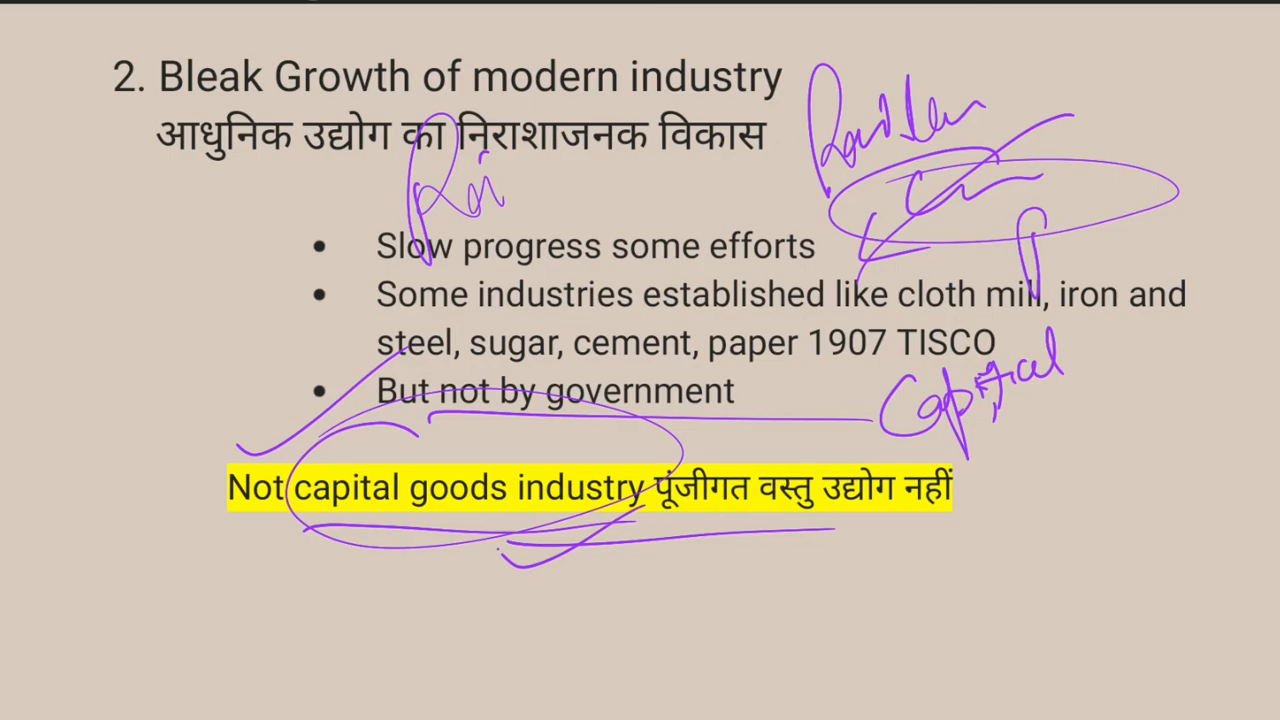 2. Bleak Growth of modern industry
आधुनिक उद्योग का निराशाजनक विकास
• Slow progress some efforts
• Some industries established like cloth mill, iron and
steel, sugar, cement, paper 1907 TISCO
• But not by government
Capital
Not capital goods industry पूंजीगत वस्तु उद्योग नहीं